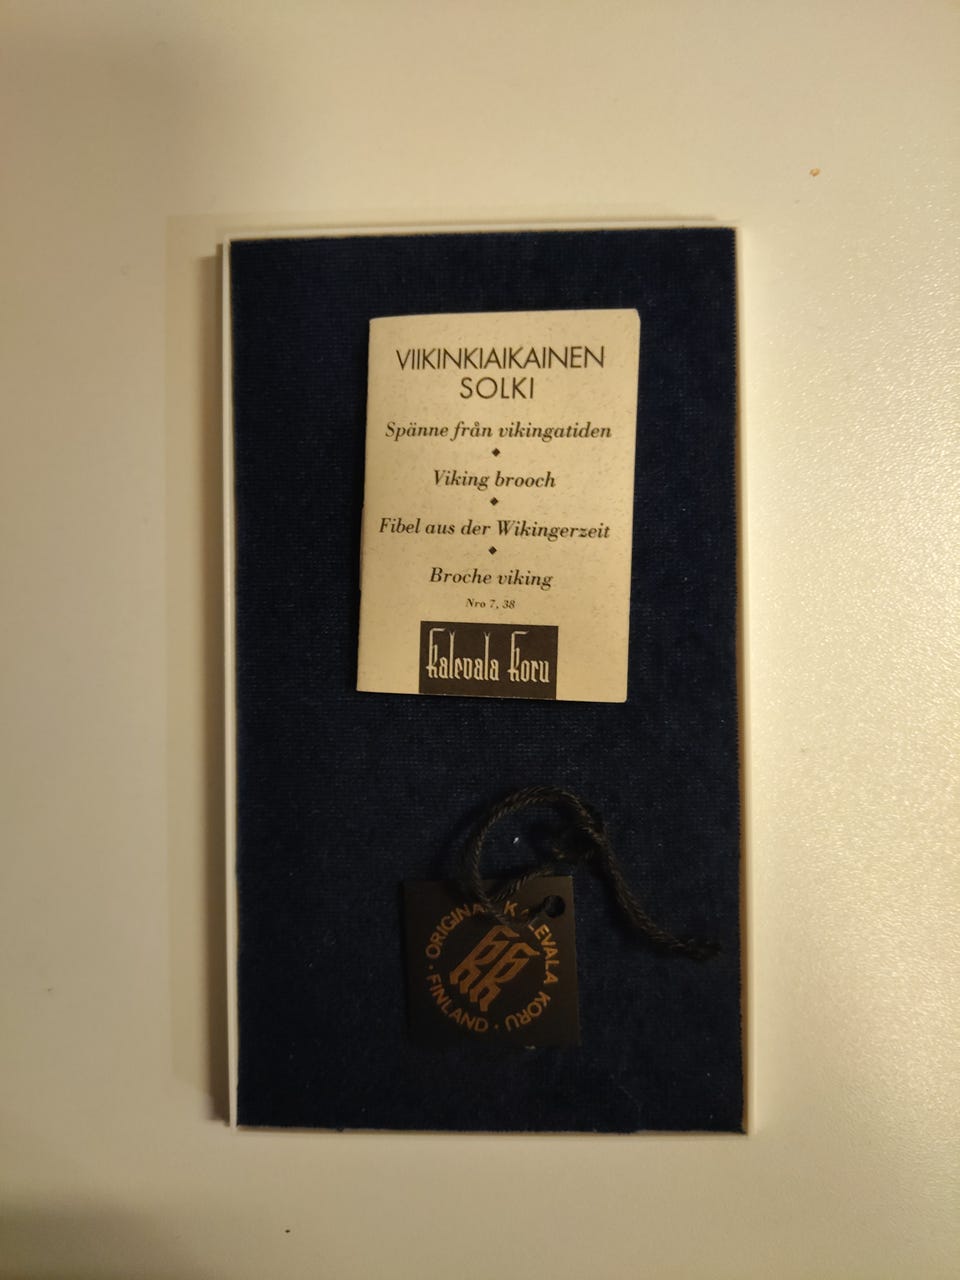 VIIKINKIAIKAINEN
SOLKI
Spänne från vikingatiden
Viking brooch
Fibel aus der Wikingerzeit
Broche viking
Nro 7, 38
Kalevala Koru
ORIGINAL KALEVALA KORU · FINLAND ·
KK